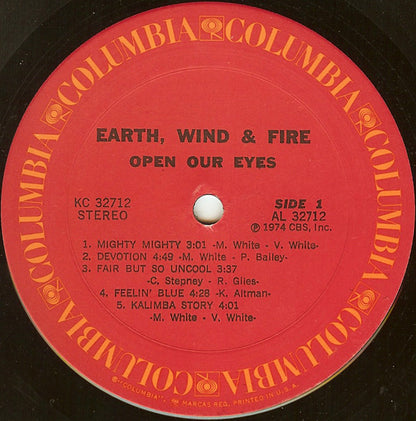 COLUMBIA COLUMBIA COLUMBIA COLUMBIA COLUMBIA COLUMBIA
EARTH, WIND & FIRE
OPEN OUR EYES
KC 32712
STEREO
SIDE 1
AL 32712
Ⓟ 1974 CBS, Inc.
1. MIGHTY MIGHTY 3:01 -M. White - V. White-
2. DEVOTION 4:49 -M. White - P. Bailey-
3. FAIR BUT SO UNCOOL 3:37
-C. Stepney - R. Giles-
4. FEELIN' BLUE 4:28 -K. Altman-
5. KALIMBA STORY 4:01
-M. White - V. White-
"COLUMBIA", MARCAS REG. PRINTED IN U.S.A.